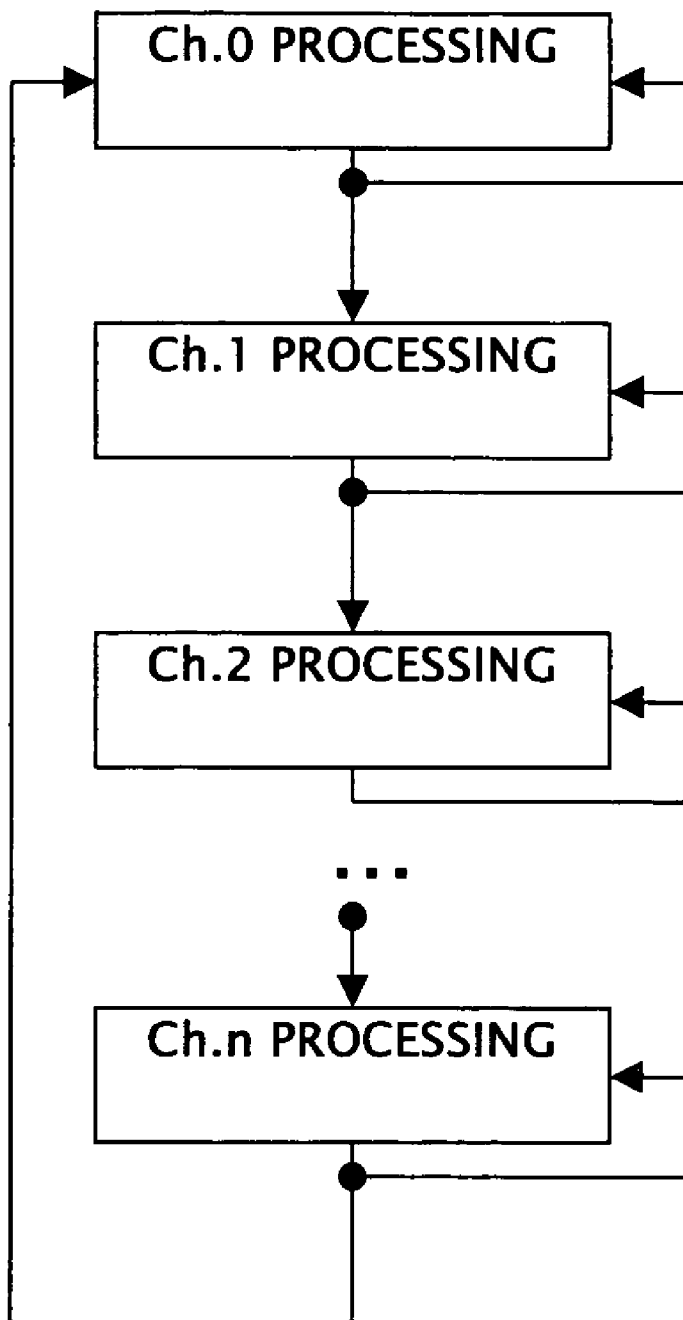 Ch.0 PROCESSING
Ch.1 PROCESSING
Ch.2 PROCESSING
...
Ch.n PROCESSING